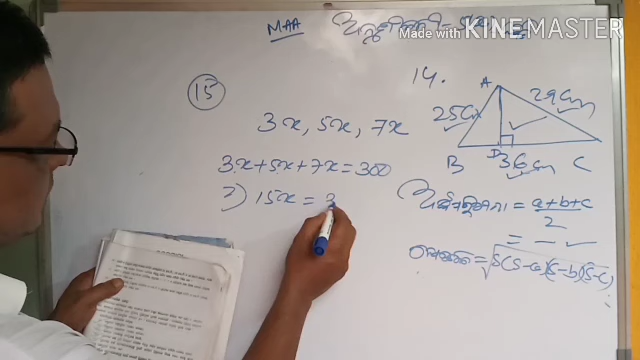 MAA
Made with KINEMASTER
15
3x, 5x, 7x
3x+5x+7x=300
⇒ 15x = 3
14.
A
25cm
29cm
B D 36cm C
= a+b+c / 2
= — ✓
= √S(S-a)(S-b)(S-c)